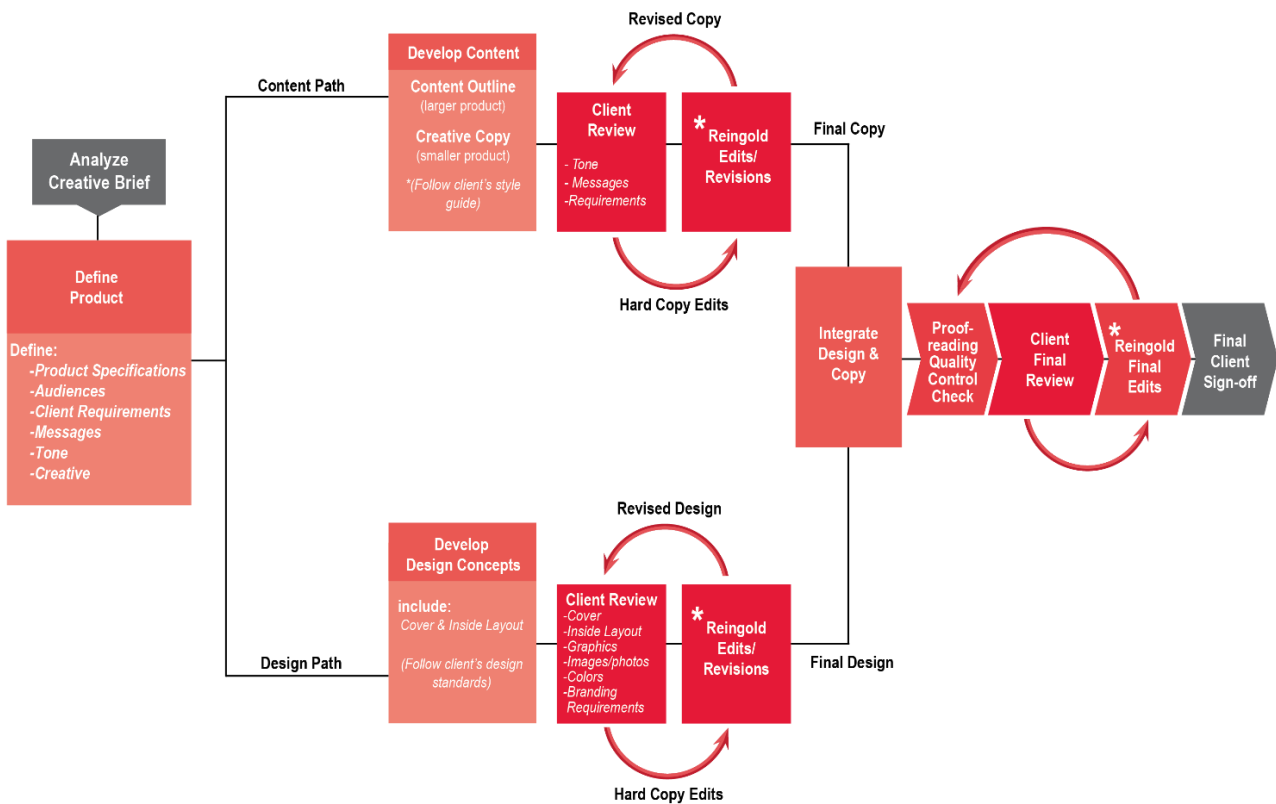 Analyze
Creative Brief
Define
Product
Define:
-Product Specifications
-Audiences
-Client Requirements
-Messages
-Tone
-Creative
Content Path
Develop Content
Content Outline
(larger product)
Creative Copy
(smaller product)
*(Follow client's style
guide)
Revised Copy
Client
Review
- Tone
- Messages
-Requirements
*
Reingold
Edits/
Revisions
Hard Copy Edits
Final Copy
Design Path
Develop
Design Concepts
include:
Cover & Inside Layout
(Follow client's design
standards)
Revised Design
Client Review
-Cover
-Inside Layout
-Graphics
-Images/photos
-Colors
-Branding
Requirements
*
Reingold
Edits/
Revisions
Hard Copy Edits
Final Design
Integrate
Design &
Copy
Proof-
reading
Quality
Control
Check
Client
Final
Review
*
Reingold
Final
Edits
Final
Client
Sign-off